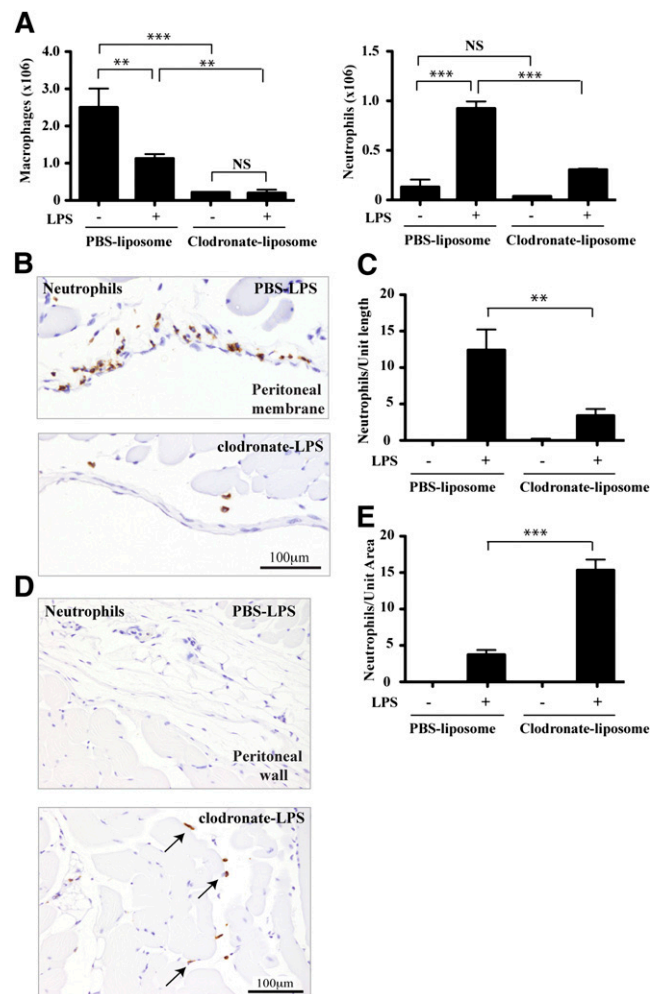 A
Macrophages (x106)
4.0
3.0
2.0
1.0
0
***
**
**
NS
LPS
-
+
-
+
PBS-liposome
Clodronate-liposome
Neutrophils (x106)
1.5
1.0
0.5
0
NS
***
***
LPS
-
+
-
+
PBS-liposome
Clodronate-liposome
B
Neutrophils
PBS-LPS
Peritoneal
membrane
clodronate-LPS
100μm
C
Neutrophils/Unit length
20
15
10
5
0
**
LPS
-
+
-
+
PBS-liposome
Clodronate-liposome
D
Neutrophils
PBS-LPS
Peritoneal
wall
clodronate-LPS
100μm
E
Neutrophils/Unit Area
20
15
10
5
0
***
LPS
-
+
-
+
PBS-liposome
Clodronate-liposome